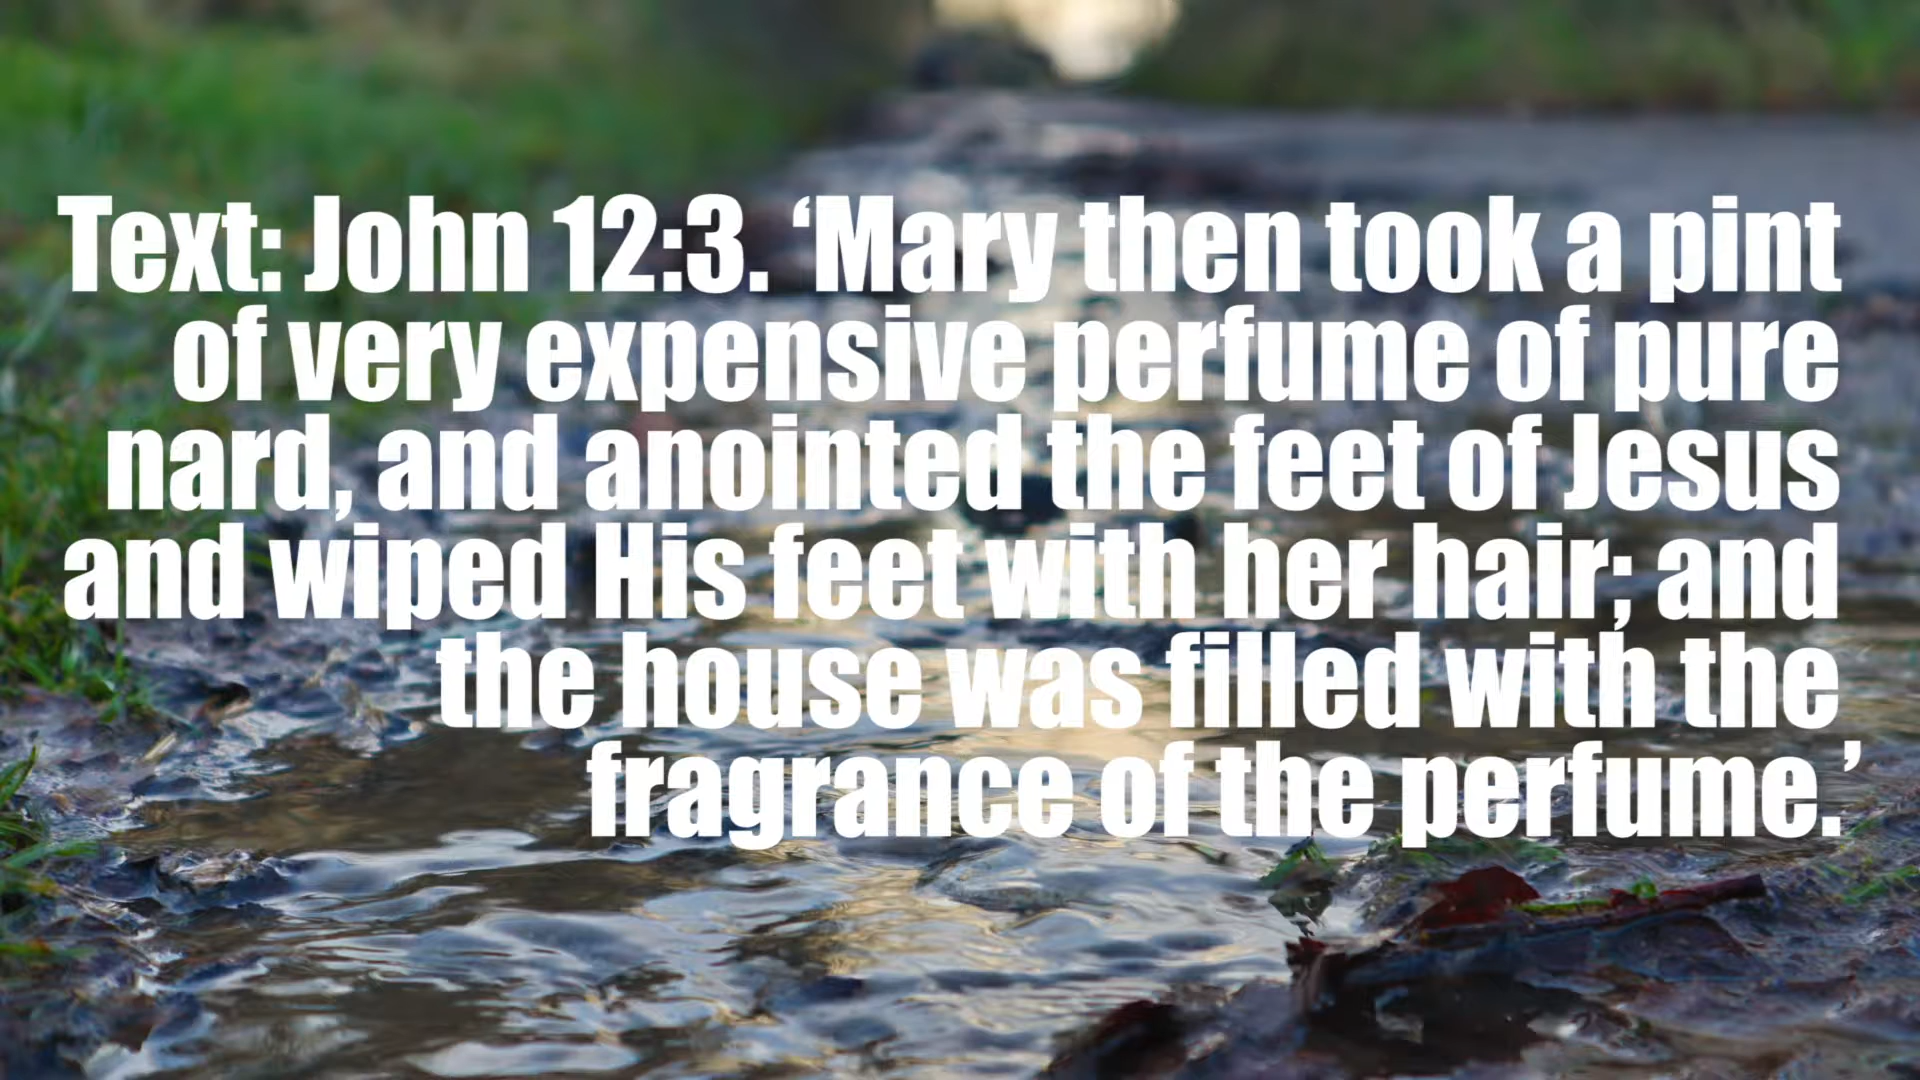 Text: John 12:3. ‘Mary then took a pint
of very expensive perfume of pure
nard, and anointed the feet of Jesus
and wiped His feet with her hair; and
the house was filled with the
fragrance of the perfume.’